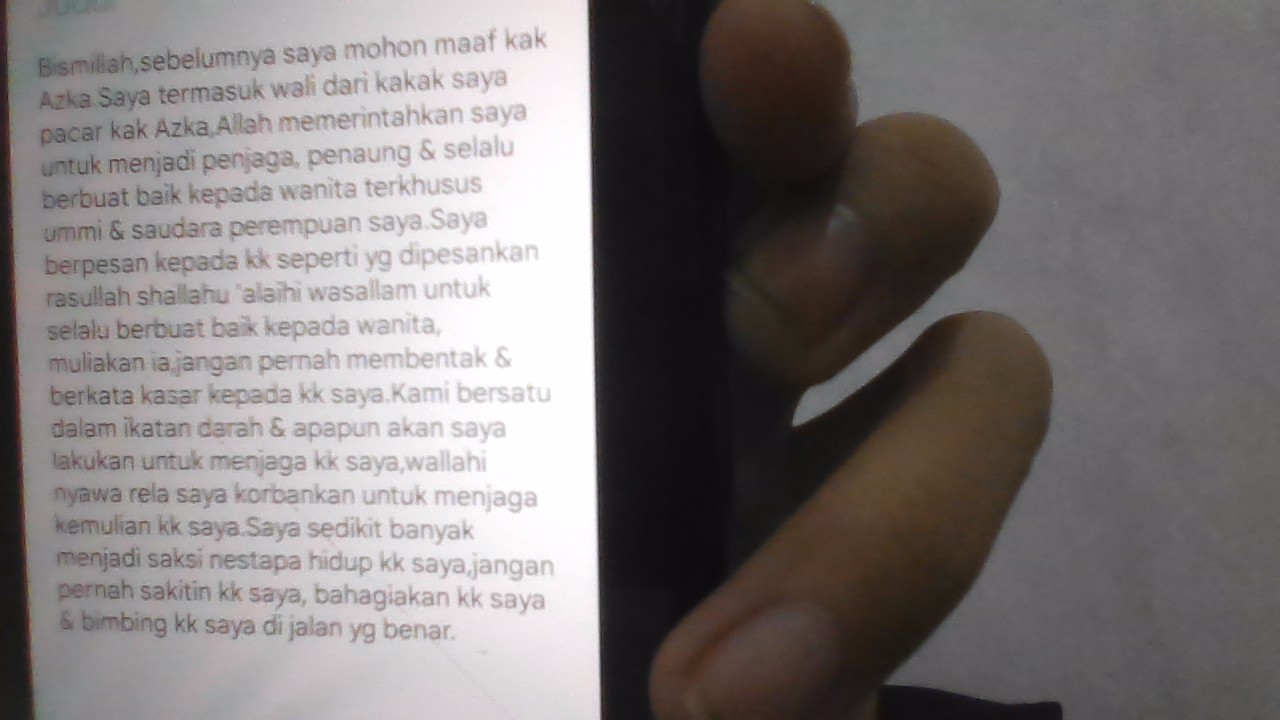 Judul
Bismillah,sebelumnya saya mohon maaf kak
Azka.Saya termasuk wali dari kakak saya
pacar kak Azka,Allah memerintahkan saya
untuk menjadi penjaga, penaung & selalu
berbuat baik kepada wanita terkhusus
ummi & saudara perempuan saya.Saya
berpesan kepada kk seperti yg dipesankan
rasullah shallahu 'alaihi wasallam untuk
selalu berbuat baik kepada wanita,
muliakan ia,jangan pernah membentak &
berkata kasar kepada kk saya.Kami bersatu
dalam ikatan darah & apapun akan saya
lakukan untuk menjaga kk saya,wallahi
nyawa rela saya korbankan untuk menjaga
kemulian kk saya.Saya sedikit banyak
menjadi saksi nestapa hidup kk saya,jangan
pernah sakitin kk saya, bahagiakan kk saya
& bimbing kk saya di jalan yg benar.